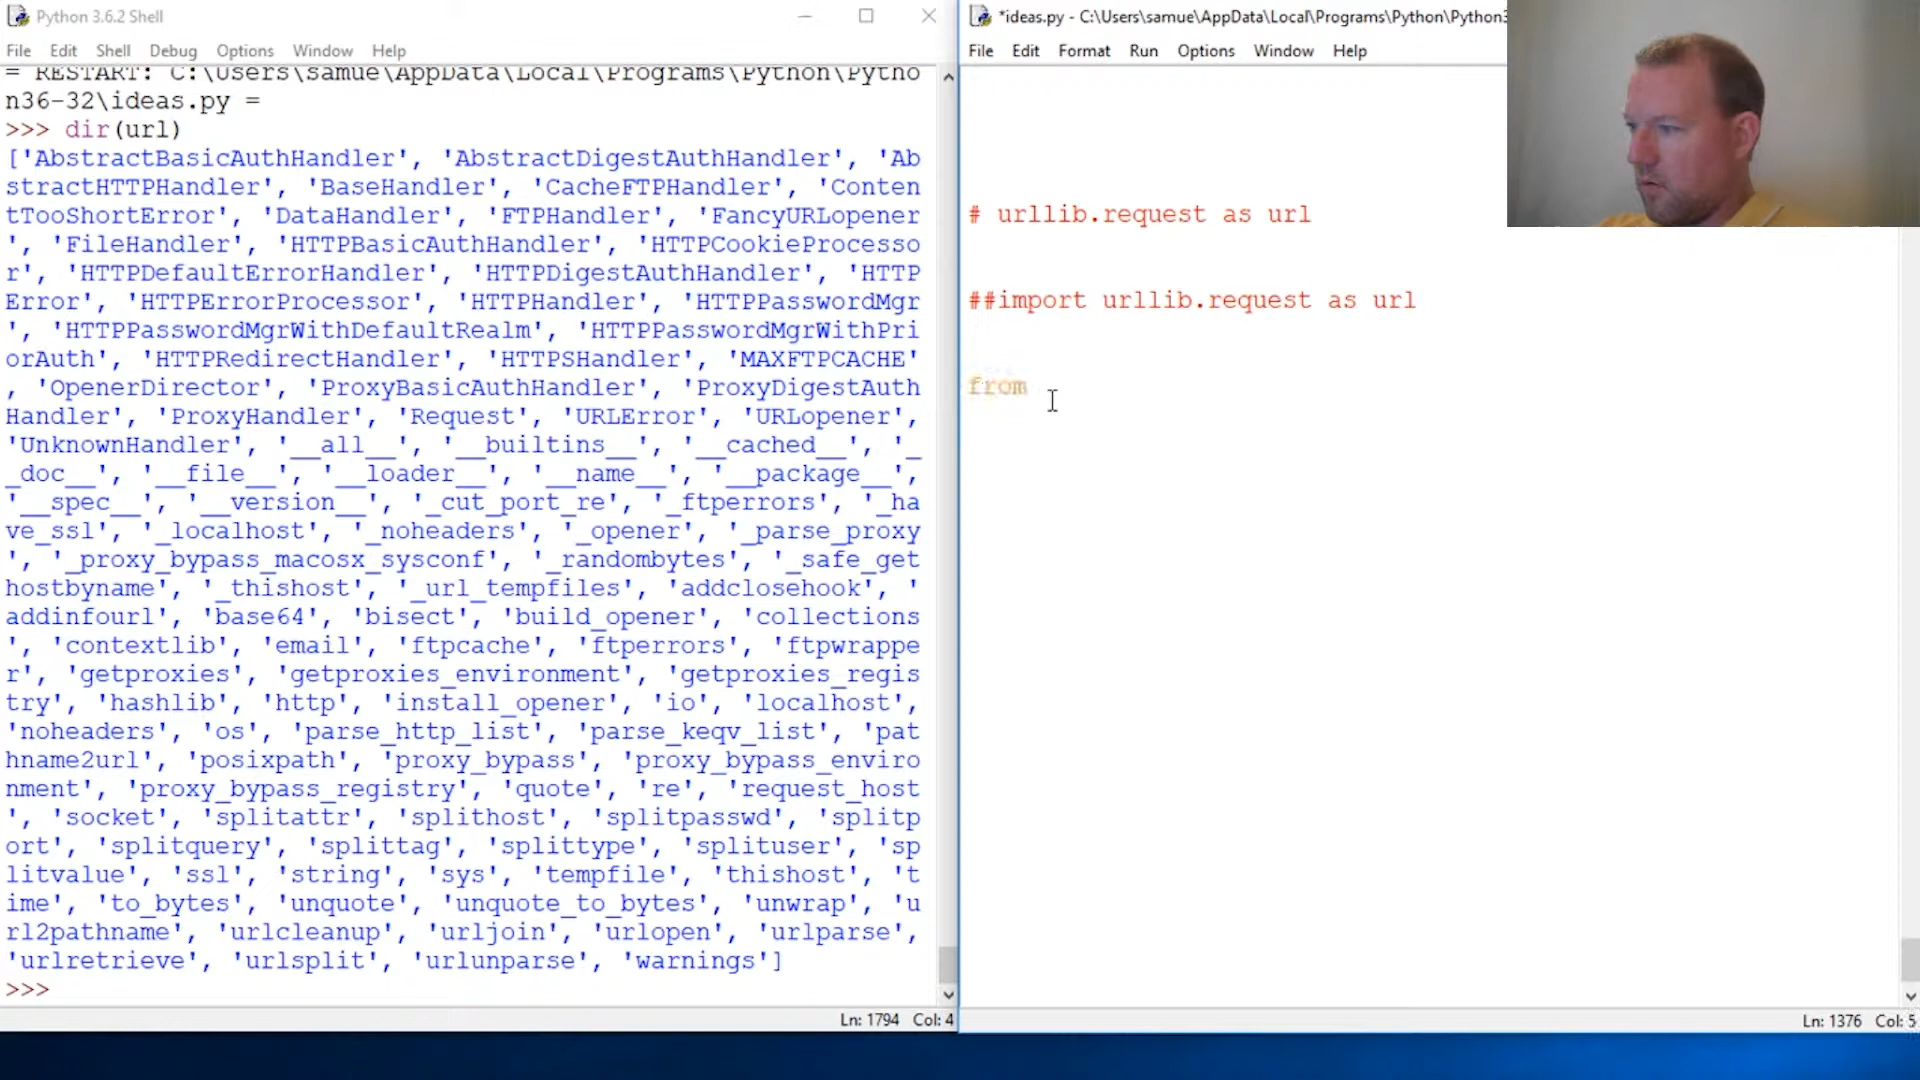 Python 3.6.2 Shell
File Edit Shell Debug Options Window Help
= RESTART: C:\Users\samue\AppData\Local\Programs\Python\Pytho
n36-32\ideas.py =
>>> dir(url)
['AbstractBasicAuthHandler', 'AbstractDigestAuthHandler', 'Ab
stractHTTPHandler', 'BaseHandler', 'CacheFTPHandler', 'Conten
tTooShortError', 'DataHandler', 'FTPHandler', 'FancyURLopener
', 'FileHandler', 'HTTPBasicAuthHandler', 'HTTPCookieProcesso
r', 'HTTPDefaultErrorHandler', 'HTTPDigestAuthHandler', 'HTTP
Error', 'HTTPErrorProcessor', 'HTTPHandler', 'HTTPPasswordMgr
', 'HTTPPasswordMgrWithDefaultRealm', 'HTTPPasswordMgrWithPri
orAuth', 'HTTPRedirectHandler', 'HTTPSHandler', 'MAXFTPCACHE'
, 'OpenerDirector', 'ProxyBasicAuthHandler', 'ProxyDigestAuth
Handler', 'ProxyHandler', 'Request', 'URLError', 'URLopener',
'UnknownHandler', '__all__', '__builtins__', '__cached__', '_
_doc__', '__file__', '__loader__', '__name__', '__package__',
'__spec__', '__version__', '_cut_port_re', '_ftperrors', '_ha
ve_ssl', '_localhost', '_noheaders', '_opener', '_parse_proxy
', '_proxy_bypass_macosx_sysconf', '_randombytes', '_safe_get
hostbyname', '_thishost', '_url_tempfiles', 'addclosehook', '
addinfourl', 'base64', 'bisect', 'build_opener', 'collections
', 'contextlib', 'email', 'ftpcache', 'ftperrors', 'ftpwrappe
r', 'getproxies', 'getproxies_environment', 'getproxies_regis
try', 'hashlib', 'http', 'install_opener', 'io', 'localhost',
'noheaders', 'os', 'parse_http_list', 'parse_keqv_list', 'pat
hname2url', 'posixpath', 'proxy_bypass', 'proxy_bypass_enviro
nment', 'proxy_bypass_registry', 'quote', 're', 'request_host
', 'socket', 'splitattr', 'splithost', 'splitpasswd', 'splitp
ort', 'splitquery', 'splittag', 'splittype', 'splituser', 'sp
litvalue', 'ssl', 'string', 'sys', 'tempfile', 'thishost', 't
ime', 'to_bytes', 'unquote', 'unquote_to_bytes', 'unwrap', 'u
rl2pathname', 'urlcleanup', 'urljoin', 'urlopen', 'urlparse',
'urlretrieve', 'urlsplit', 'urlunparse', 'warnings']
>>>
Ln: 1794 Col: 4
*ideas.py - C:\Users\samue\AppData\Local\Programs\Python\Python3
File Edit Format Run Options Window Help
# urllib.request as url
##import urllib.request as url
from
Ln: 1376 Col: 5